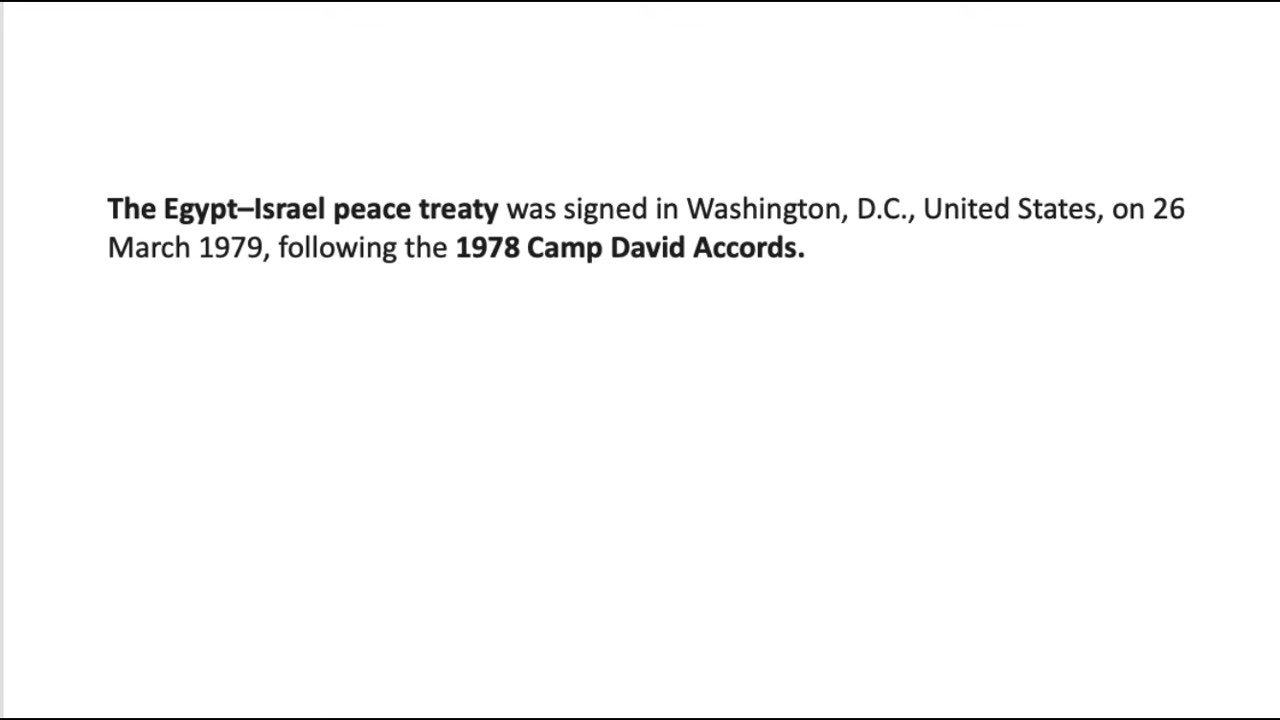 The Egypt–Israel peace treaty was signed in Washington, D.C., United States, on 26
March 1979, following the 1978 Camp David Accords.